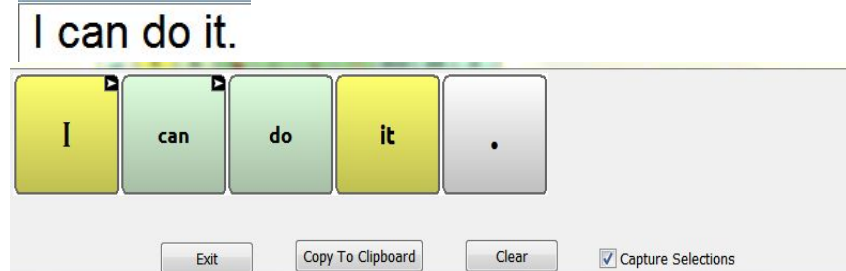 I can do it.
I can do it .
Exit Copy To Clipboard Clear Capture Selections